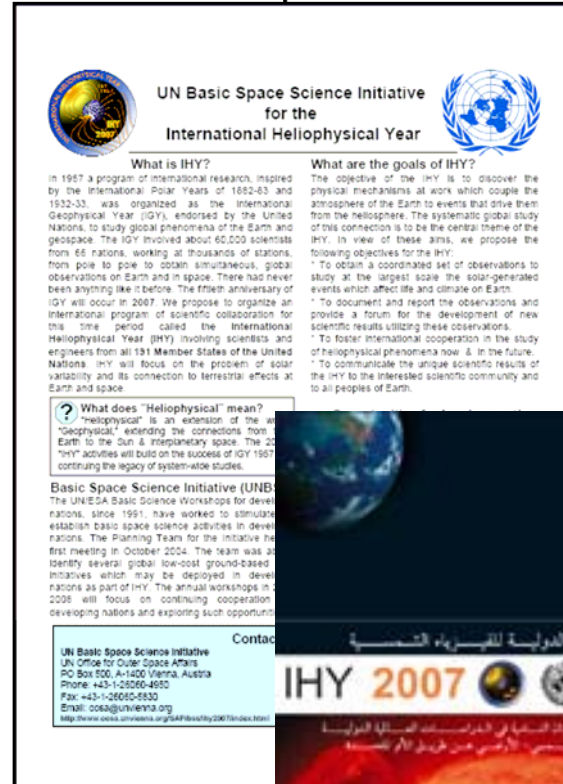 UN Basic Space Science Initiative
for the
International Heliophysical Year
What is IHY?
In 1957 a program of international research, inspired
by the International Polar Years of 1882-83 and
1932-33, was organized as the International
Geophysical Year (IGY), endorsed by the United
Nations, to study global phenomena of the Earth and
geospace. The IGY involved about 60,000 scientists
from 66 nations, working at thousands of stations,
from pole to pole to obtain simultaneous, global
observations on Earth and in space. There had never
been anything like it before. The fiftieth anniversary of
IGY will occur in 2007. We propose to organize an
international program of scientific collaboration for
this time period called the International
Heliophysical Year (IHY) involving scientists and
engineers from all 191 Member States of the United
Nations. IHY will focus on the problem of solar
variability and its connection to terrestrial effects at
Earth and space.
? What does "Heliophysical" mean?
"Heliophysical" is an extension of the
"Geophysical," extending the connections from
Earth to the Sun & interplanetary space. The
"IHY" activities will build on the success of IGY 1957
continuing the legacy of system-wide studies.
Basic Space Science Initiative
The UN/ESA Basic Science Workshops for
nations, since 1991, have worked to stimulate
establish basic space science activities in
nations. The Planning Team for the Initiative
first meeting in October 2004. The team was
identify several global low-cost ground-based
initiatives which may be deployed in
nations as part of IHY. The annual workshops in
2008 will focus on continuing cooperation
developing nations and exploring such
What are the goals of IHY?
The objective of the IHY is to discover the
physical mechanisms at work which couple the
atmosphere of the Earth to events that drive them
from the heliosphere. The systematic global study
of this connection is to be the central theme of the
IHY. In view of these aims, we propose the
following objectives for the IHY:
* To obtain a coordinated set of observations to
study at the largest scale the solar-generated
events which affect life and climate on Earth.
* To document and report the observations and
provide a forum for the development of new
scientific results utilizing these observations.
* To foster international cooperation in the study
of heliophysical phenomena now & in the future.
* To communicate the unique scientific results of
the IHY to the interested scientific community and
to all peoples of Earth.
UN Basic Space Science Initiative
UN Office for Outer Space Affairs
PO Box 500, A-1400 Vienna, Austria
Phone: +43-1-26060-4950
Fax: +43-1-26060-5830
Email: oosa@unvienna.org
IHY 2007